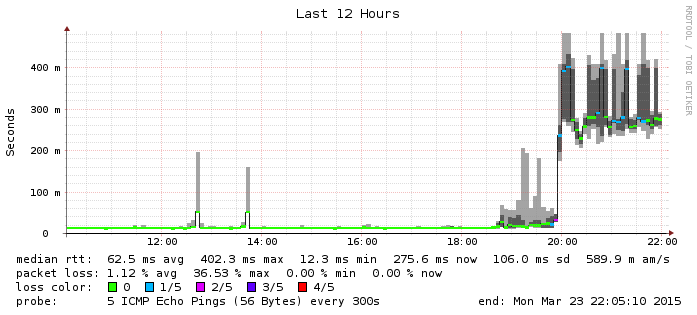 Last 12 Hours
RRDTOOL / TOBI OETIKER
Seconds
400 m
300 m
200 m
100 m
0
12:00 14:00 16:00 18:00 20:00 22:00
median rtt: 62.5 ms avg 402.3 ms max 12.3 ms min 275.6 ms now 106.0 ms sd 589.9 m am/s
packet loss: 1.12 % avg 36.53 % max 0.00 % min 0.00 % now
loss color: 0 1/5 2/5 3/5 4/5
probe: 5 ICMP Echo Pings (56 Bytes) every 300s end: Mon Mar 23 22:05:10 2015